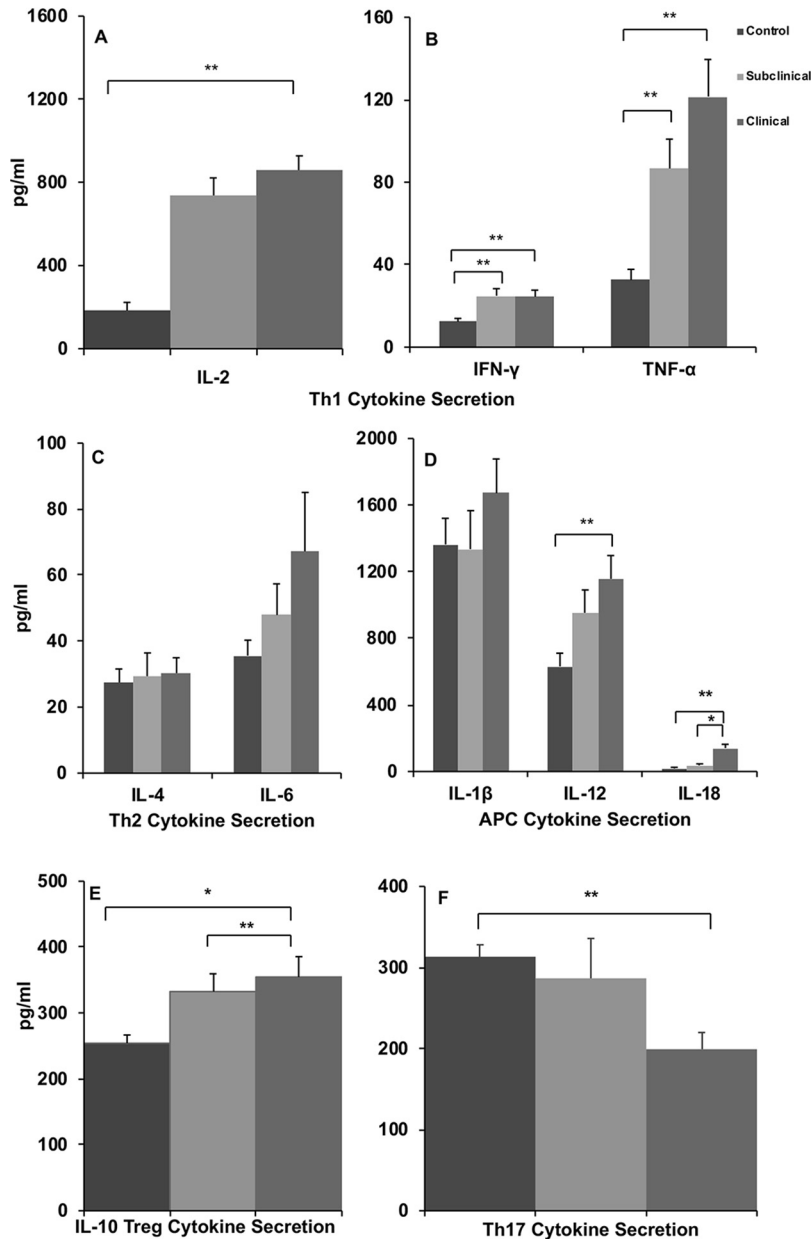 1600
1200
800
400
0
pg/ml
A
**
IL-2
160
120
80
40
0
B
**
**
**
**
IFN-γ
TNF-α
Control
Subclinical
Clinical
Th1 Cytokine Secretion
100
80
60
40
20
0
pg/ml
C
IL-4
IL-6
Th2 Cytokine Secretion
2000
1600
1200
800
400
0
D
**
**
*
IL-1β
IL-12
IL-18
APC Cytokine Secretion
500
400
300
200
100
0
pg/ml
E
*
**
IL-10 Treg Cytokine Secretion
400
300
200
100
0
F
**
Th17 Cytokine Secretion